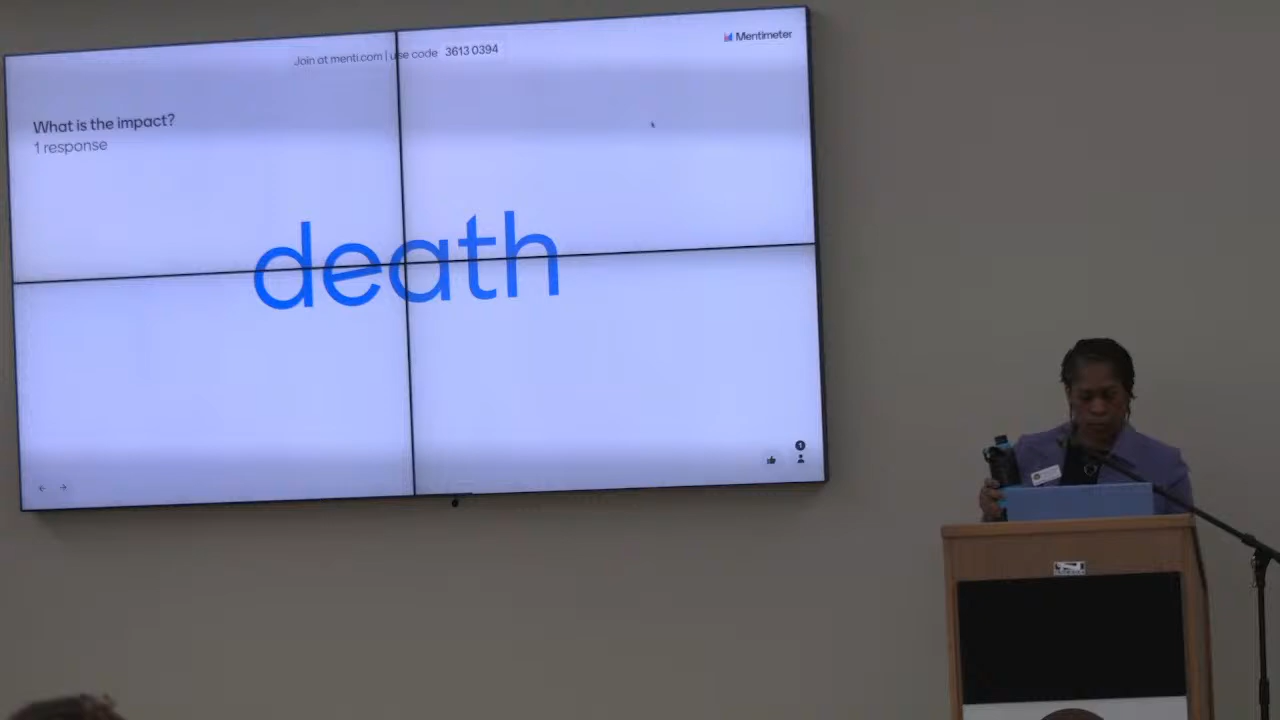 Join at menti.com | use code 3613 0394
Mentimeter
What is the impact?
1 response
death
1